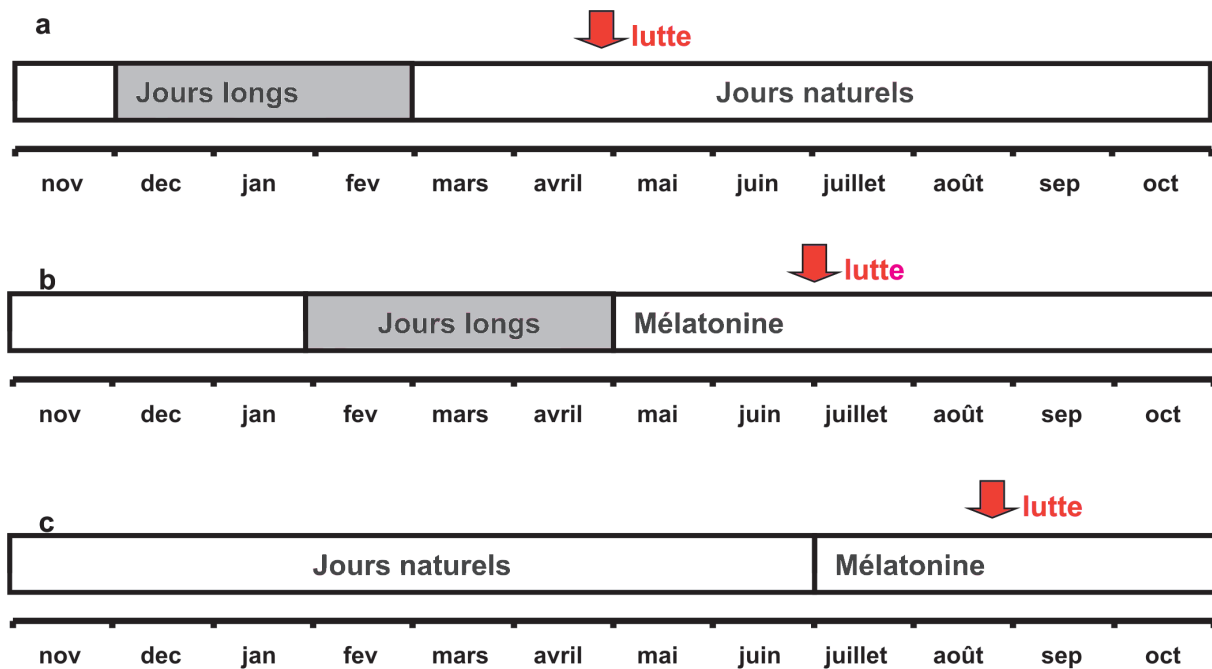 a
lutte
Jours longs Jours naturels
nov dec jan fev mars avril mai juin juillet août sep oct
b
lutte
Jours longs Mélatonine
nov dec jan fev mars avril mai juin juillet août sep oct
c
lutte
Jours naturels Mélatonine
nov dec jan fev mars avril mai juin juillet août sep oct